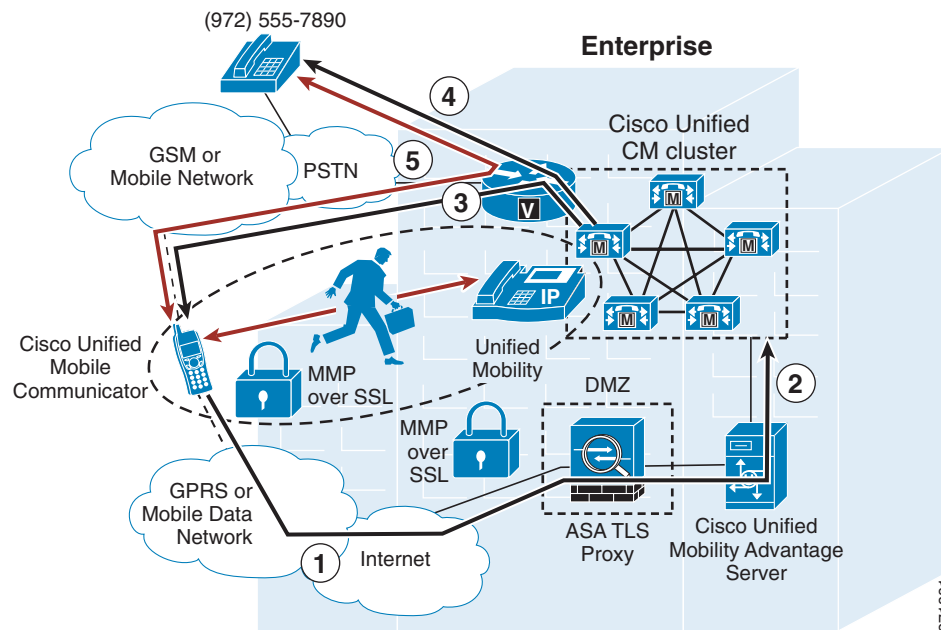 (972) 555-7890
Enterprise
4
Cisco Unified
CM cluster
GSM or
Mobile Network
PSTN
5
3
V
M
M
M
M
M
IP
Cisco Unified
Mobile
Communicator
MMP
over SSL
Unified
Mobility
2
DMZ
MMP
over
SSL
GPRS or
Mobile Data
Network
1
Internet
ASA TLS
Proxy
Cisco Unified
Mobility Advantage
Server